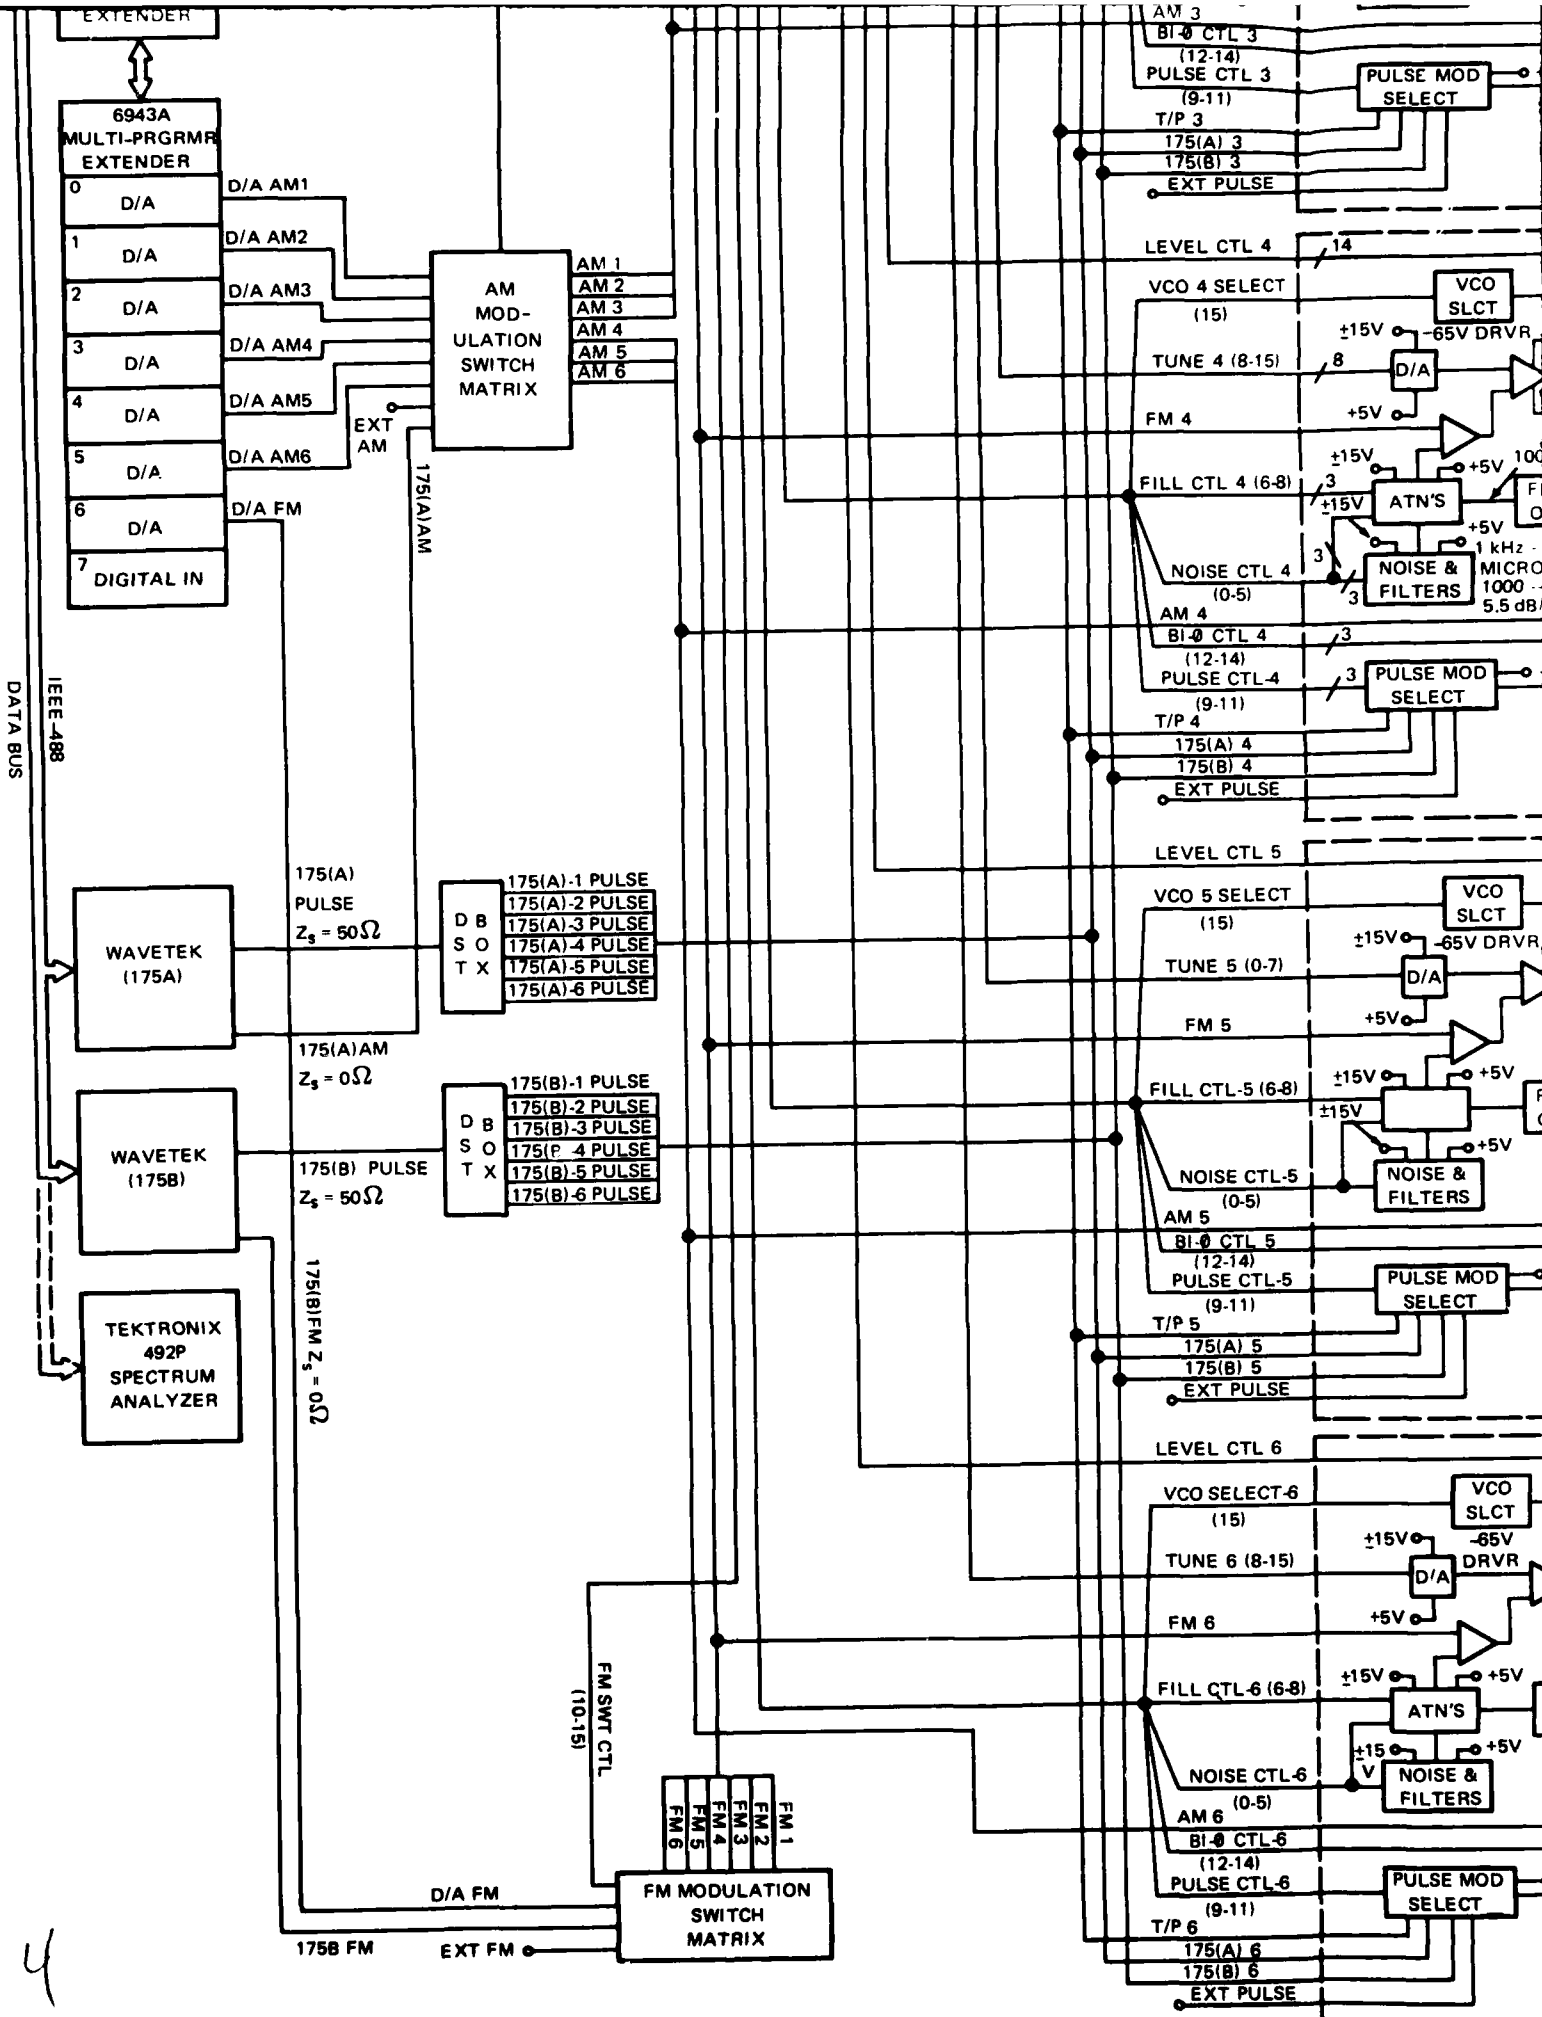 EXTENDER
6943A
MULTI-PRGRMR
EXTENDER
0
D/A
D/A AM1
1
D/A
D/A AM2
2
D/A
D/A AM3
3
D/A
D/A AM4
4
D/A
D/A AM5
5
D/A
D/A AM6
6
D/A
D/A FM
7
DIGITAL IN
EXT
AM
175(A)AM
AM
MOD-
ULATION
SWITCH
MATRIX
AM 1
AM 2
AM 3
AM 4
AM 5
AM 6
IEEE-488
DATA BUS
WAVETEK
(175A)
175(A)
PULSE
Zs = 50Ω
175(A)AM
Zs = 0Ω
D B
S O
T X
175(A)-1 PULSE
175(A)-2 PULSE
175(A)-3 PULSE
175(A)-4 PULSE
175(A)-5 PULSE
175(A)-6 PULSE
WAVETEK
(175B)
175(B) PULSE
Zs = 50Ω
175(B)FM Zs = 0Ω
D B
S O
T X
175(B)-1 PULSE
175(B)-2 PULSE
175(B)-3 PULSE
175(B -4 PULSE
175(B)-5 PULSE
175(B)-6 PULSE
TEKTRONIX
492P
SPECTRUM
ANALYZER
FM SWT CTL
(10-15)
FM 6
FM 5
FM 4
FM 3
FM 2
FM 1
FM MODULATION
SWITCH
MATRIX
D/A FM
175B FM
EXT FM
4
AM 3
BI-Ø CTL 3
(12-14)
PULSE CTL 3
(9-11)
PULSE MOD
SELECT
T/P 3
175(A) 3
175(B) 3
EXT PULSE
LEVEL CTL 4
14
VCO 4 SELECT
(15)
VCO
SLCT
±15V
-65V DRVR
TUNE 4 (8-15)
8
D/A
+5V
FM 4
±15V
+5V
100
FILL CTL 4 (6-8)
3
ATN'S
±15V
+5V
3
1 kHz -
NOISE CTL 4
(0-5)
3
NOISE &
FILTERS
MICRO
1000 -
5.5 dB/
AM 4
BI-Ø CTL 4
3
(12-14)
PULSE CTL-4
3
(9-11)
PULSE MOD
SELECT
T/P 4
175(A) 4
175(B) 4
EXT PULSE
LEVEL CTL 5
VCO 5 SELECT
(15)
VCO
SLCT
±15V
-65V DRVR
TUNE 5 (0-7)
D/A
+5V
FM 5
±15V
+5V
FILL CTL-5 (6-8)
±15V
+5V
NOISE CTL-5
(0-5)
NOISE &
FILTERS
AM 5
BI-Ø CTL 5
(12-14)
PULSE CTL-5
(9-11)
PULSE MOD
SELECT
T/P 5
175(A) 5
175(B) 5
EXT PULSE
LEVEL CTL 6
VCO SELECT-6
(15)
VCO
SLCT
±15V
-65V
DRVR
TUNE 6 (8-15)
D/A
+5V
FM 6
±15V
+5V
FILL CTL-6 (6-8)
ATN'S
±15
V
+5V
NOISE CTL-6
(0-5)
NOISE &
FILTERS
AM 6
BI-Ø CTL-6
(12-14)
PULSE CTL-6
(9-11)
PULSE MOD
SELECT
T/P 6
175(A) 6
175(B) 6
EXT PULSE